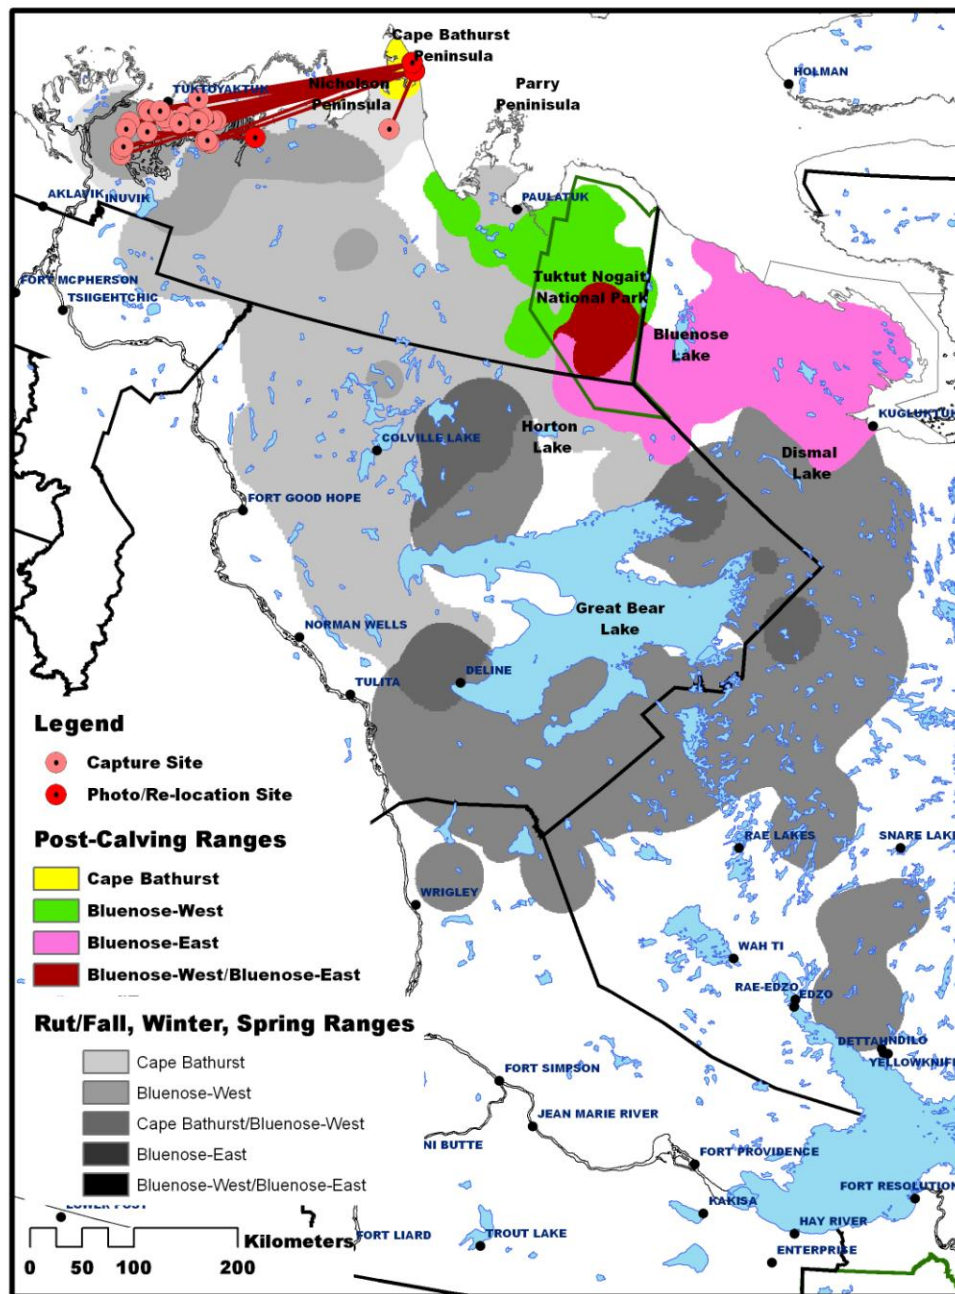 Cape Bathurst
Peninsula
HOLMAN
TUKTOYAKTUK
Nicholson
Peninsula
Parry
Peninisula
AKLAVIK
INUVIK
PAULATUK
FORT MCPHERSON
TSIIGEHTCHIC
Tuktut Nogait
National Park
Bluenose
Lake
KUGLUKTUK
COLVILLE LAKE
Horton
Lake
Dismal
Lake
FORT GOOD HOPE
Great Bear
Lake
NORMAN WELLS
DELINE
TULITA
Legend
Capture Site
Photo/Re-location Site
Post-Calving Ranges
Cape Bathurst
Bluenose-West
Bluenose-East
Bluenose-West/Bluenose-East
RAE LAKES
SNARE LAKE
WRIGLEY
WAH TI
RAE-EDZO
EDZO
Rut/Fall, Winter, Spring Ranges
Cape Bathurst
Bluenose-West
Cape Bathurst/Bluenose-West
Bluenose-East
Bluenose-West/Bluenose-East
DETTAHNDILO
YELLOWKNIFE
FORT SIMPSON
JEAN MARIE RIVER
NI BUTTE
FORT PROVIDENCE
FORT RESOLUTION
KAKISA
LOWER POST
HAY RIVER
FORT LIARD
TROUT LAKE
ENTERPRISE
Kilometers
0 50 100 200